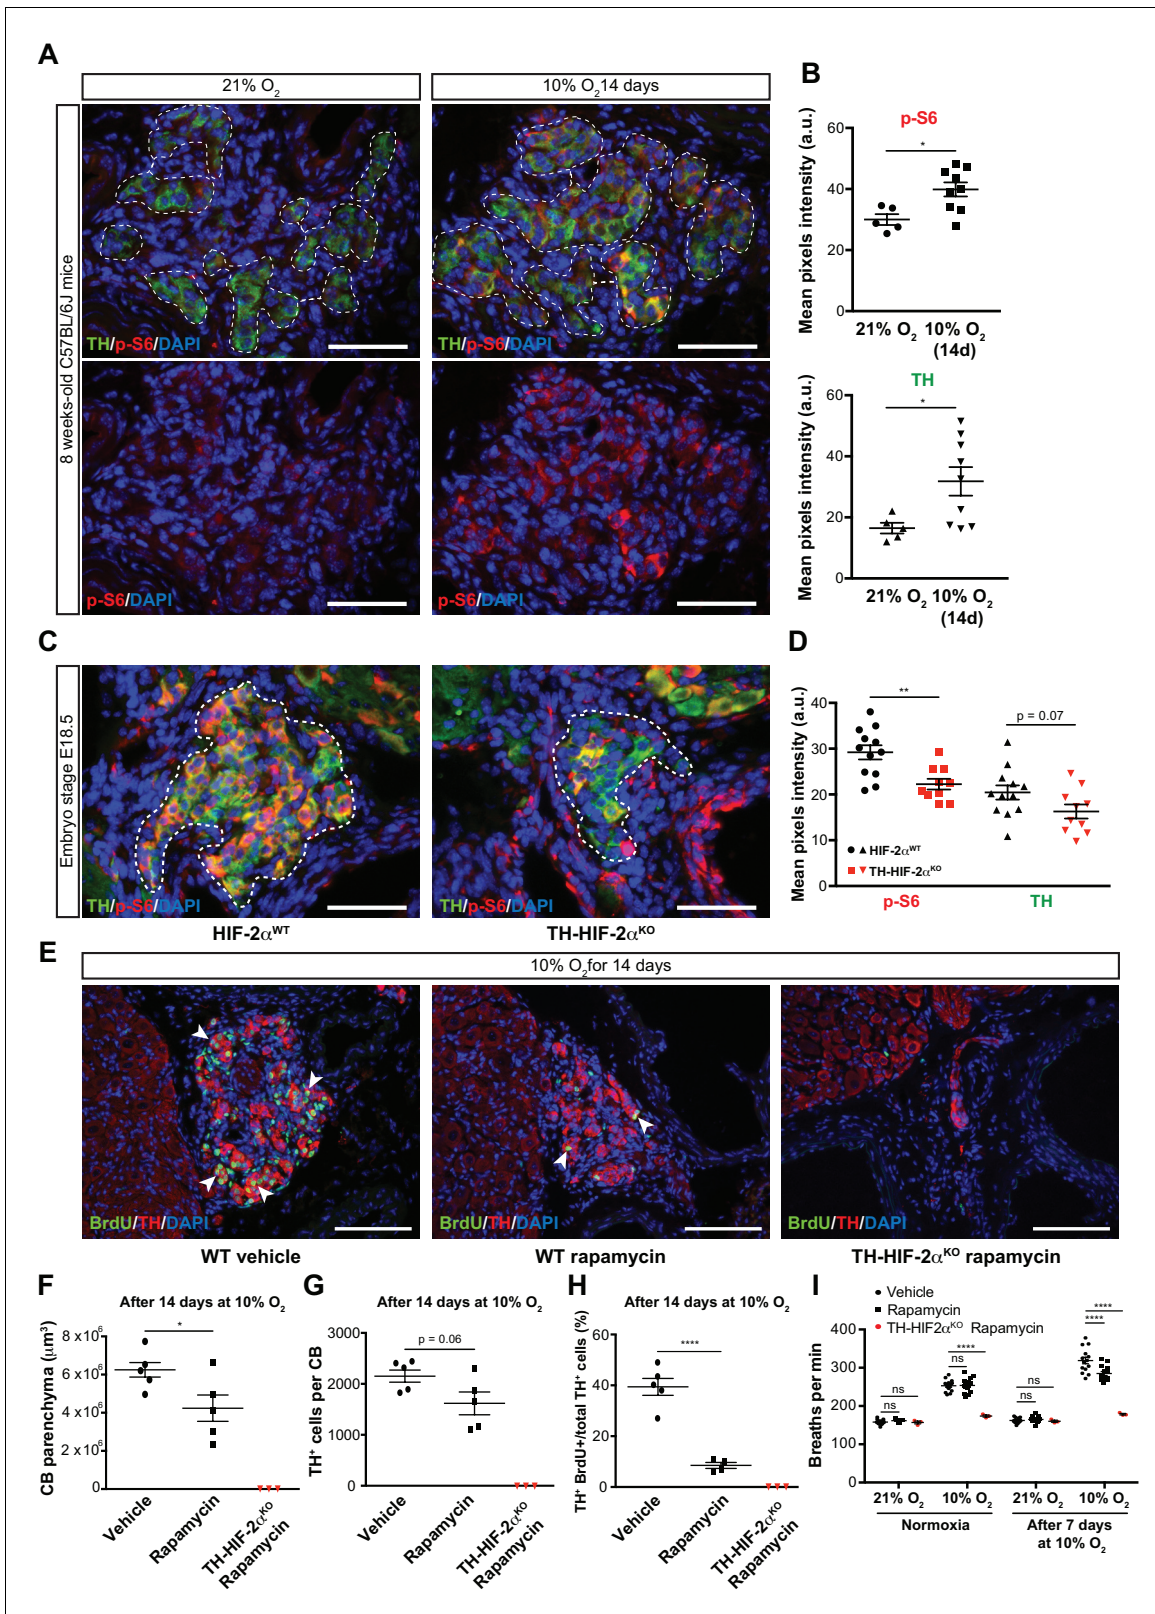 A
21% O2
10% O2 14 days
8 weeks-old C57BL/6J mice
TH/p-S6/DAPI
TH/p-S6/DAPI
p-S6/DAPI
p-S6/DAPI
B
p-S6
Mean pixels intensity (a.u.)
60
40
20
0
*
21% O2
10% O2
(14d)
TH
Mean pixels intensity (a.u.)
60
40
20
0
*
21% O2
10% O2
(14d)
C
Embryo stage E18.5
TH/p-S6/DAPI
TH/p-S6/DAPI
HIF-2αWT
TH-HIF-2αKO
D
Mean pixels intensity (a.u.)
40
30
20
10
0
**
p = 0.07
HIF-2αWT
TH-HIF-2αKO
p-S6
TH
E
10% O2 for 14 days
BrdU/TH/DAPI
BrdU/TH/DAPI
BrdU/TH/DAPI
WT vehicle
WT rapamycin
TH-HIF-2αKO rapamycin
F
After 14 days at 10% O2
CB parenchyma (μm3)
8 x 10^6
6 x 10^6
4 x 10^6
2 x 10^6
0
*
Vehicle
Rapamycin
TH-HIF-2αKO
Rapamycin
G
After 14 days at 10% O2
TH+ cells per CB
3000
2000
1000
0
p = 0.06
Vehicle
Rapamycin
TH-HIF-2αKO
Rapamycin
H
After 14 days at 10% O2
TH+ BrdU+/total TH+ cells (%)
60
40
20
0
****
Vehicle
Rapamycin
TH-HIF-2αKO
Rapamycin
I
Vehicle
Rapamycin
TH-HIF2αKO Rapamycin
Breaths per min
400
300
200
100
0
ns
ns
ns
****
ns
ns
****
****
21% O2
10% O2
21% O2
10% O2
Normoxia
After 7 days
at 10% O2